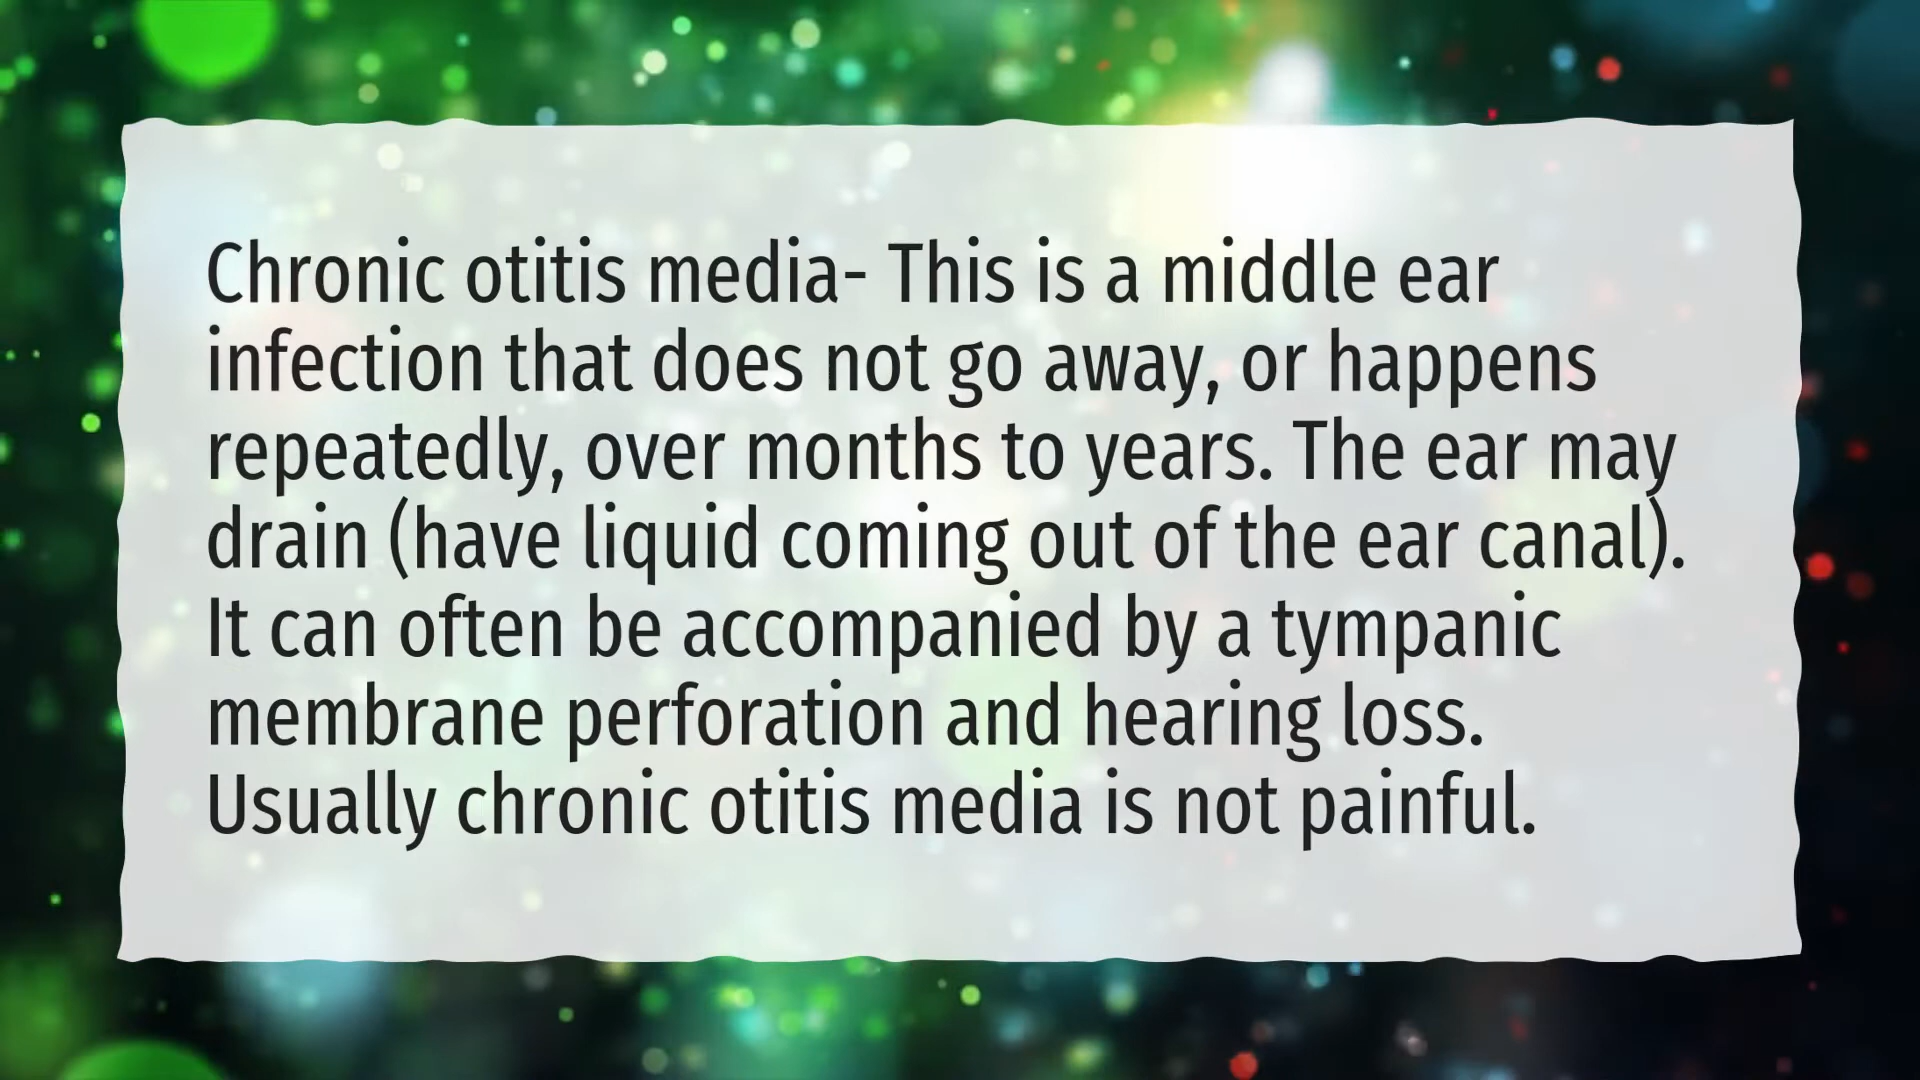 Chronic otitis media- This is a middle ear
infection that does not go away, or happens
repeatedly, over months to years. The ear may
drain (have liquid coming out of the ear canal).
It can often be accompanied by a tympanic
membrane perforation and hearing loss.
Usually chronic otitis media is not painful.